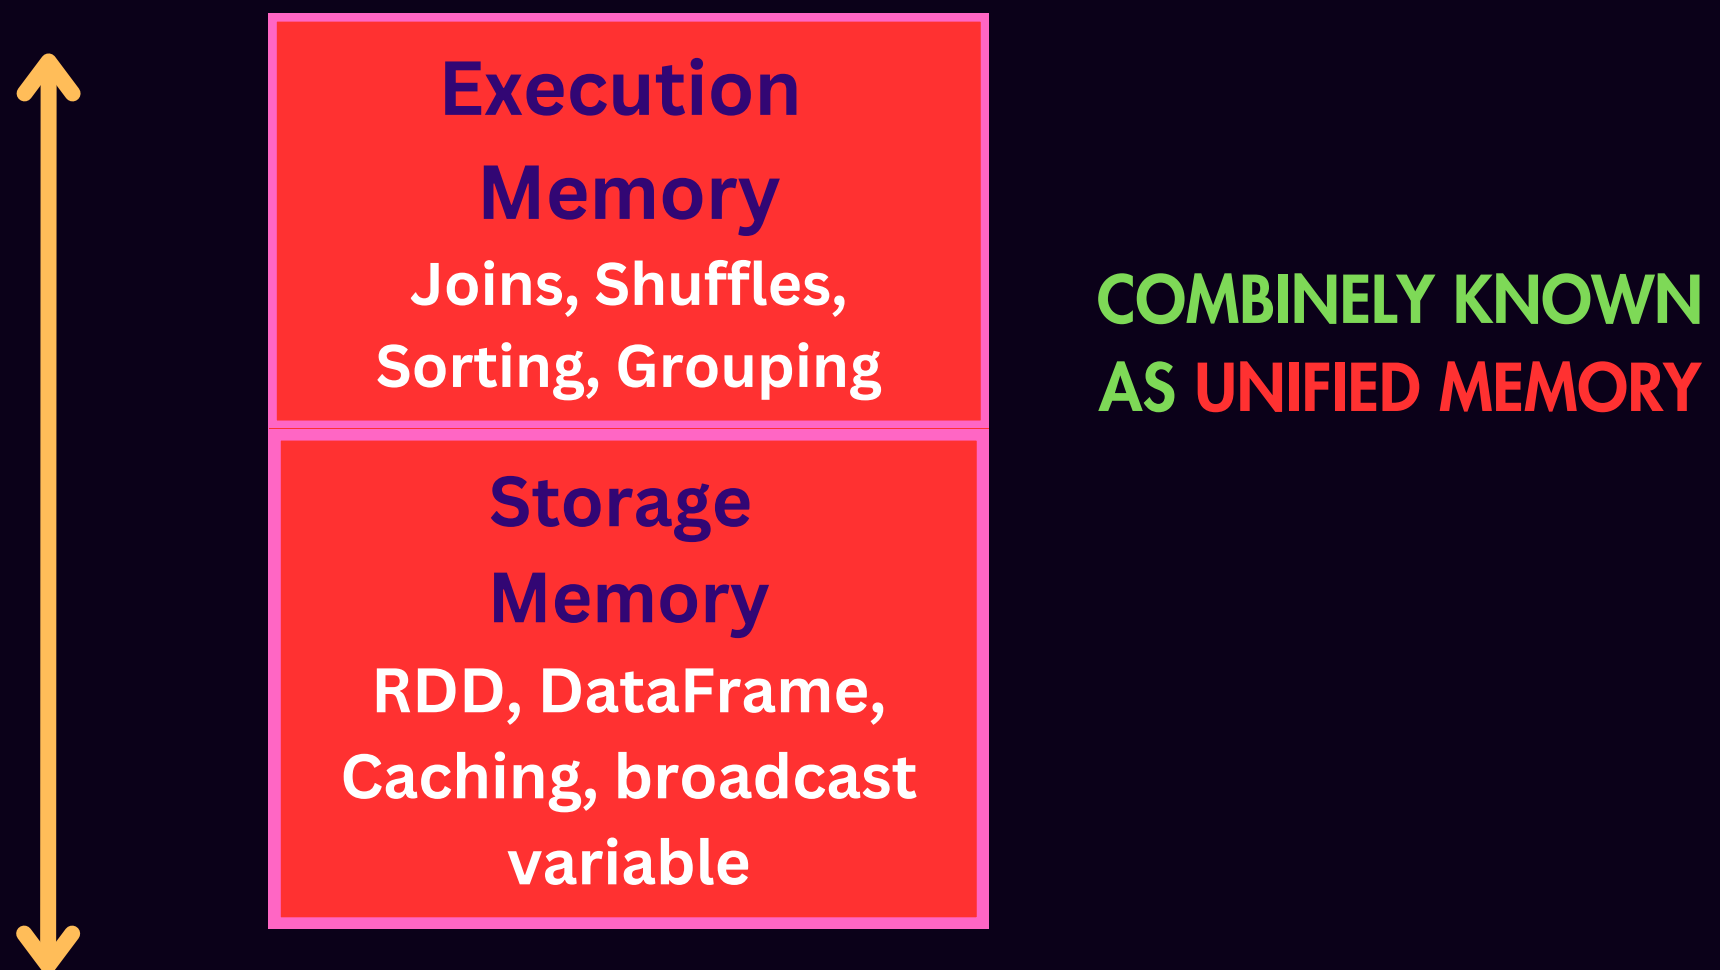 Execution
Memory
Joins, Shuffles,
Sorting, Grouping
Storage
Memory
RDD, DataFrame,
Caching, broadcast
variable
COMBINELY KNOWN
AS UNIFIED MEMORY